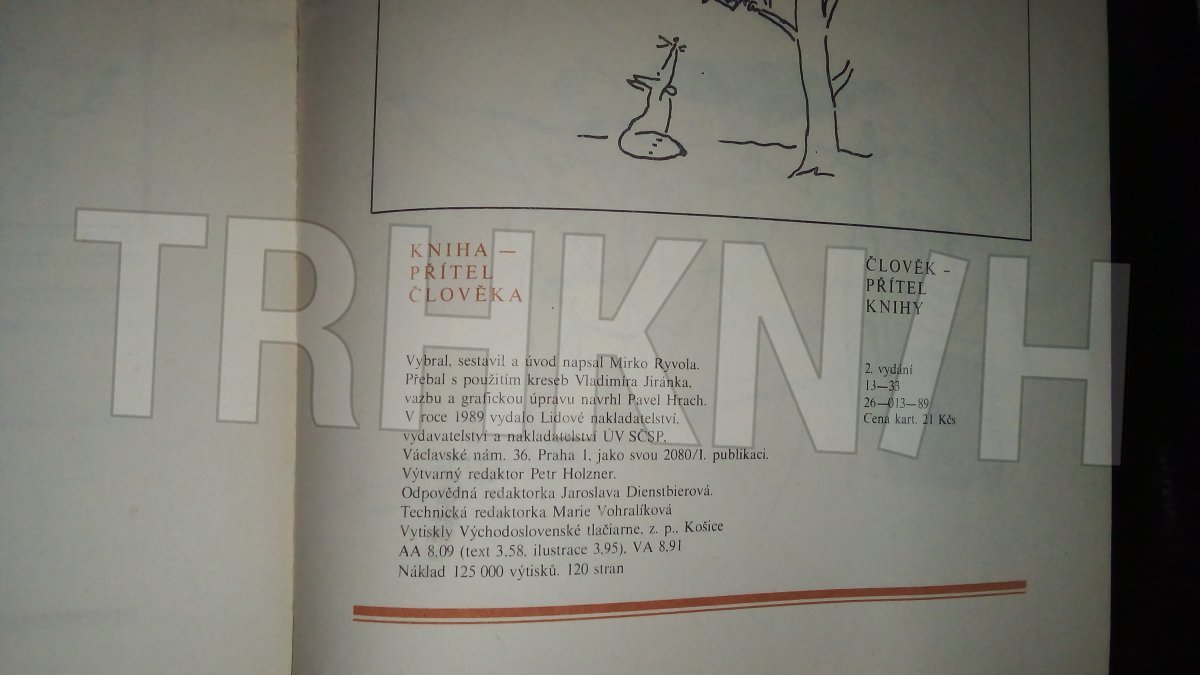 KNIHA —
PŘÍTEL
ČLOVĚKA
ČLOVĚK –
PŘÍTEL
KNIHY
Vybral, sestavil a úvod napsal Mirko Ryvola.
Přebal s použitím kreseb Vladimíra Jiránka,
vazbu a grafickou úpravu navrhl Pavel Hrach.
V roce 1989 vydalo Lidové nakladatelství,
vydavatelství a nakladatelství ÚV SČSP,
Václavské nám. 36, Praha 1, jako svou 2080/I. publikaci.
Výtvarný redaktor Petr Holzner.
Odpovědná redaktorka Jaroslava Dienstbierová.
Technická redaktorka Marie Vohralíková
Vytiskly Východoslovenské tlačiarne, z. p., Košice
AA 8,09 (text 3,58, ilustrace 3,95), VA 8,91
Náklad 125 000 výtisků. 120 stran
2. vydání
13—33
26—013—89
Cena kart. 21 Kčs
TRHKN/H